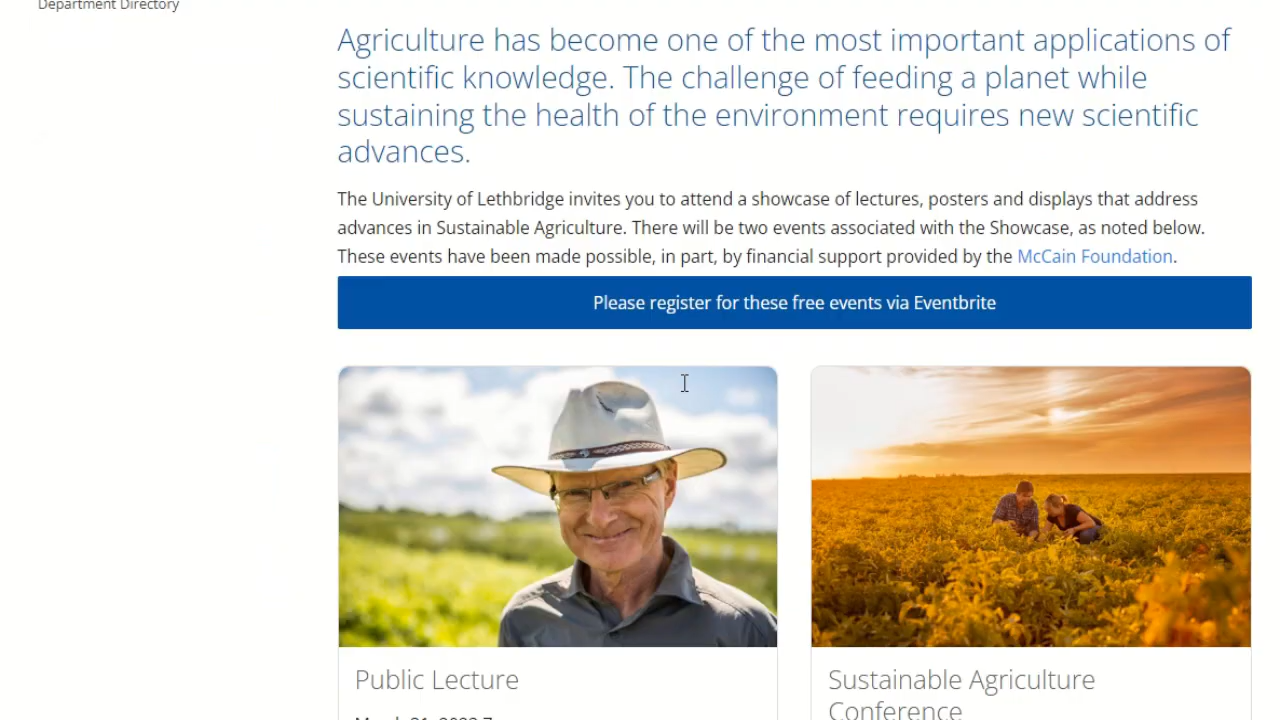 Department Directory
Agriculture has become one of the most important applications of
scientific knowledge. The challenge of feeding a planet while
sustaining the health of the environment requires new scientific
advances.
The University of Lethbridge invites you to attend a showcase of lectures, posters and displays that address
advances in Sustainable Agriculture. There will be two events associated with the Showcase, as noted below.
These events have been made possible, in part, by financial support provided by the McCain Foundation.
Please register for these free events via Eventbrite
Public Lecture
Sustainable Agriculture
Conference